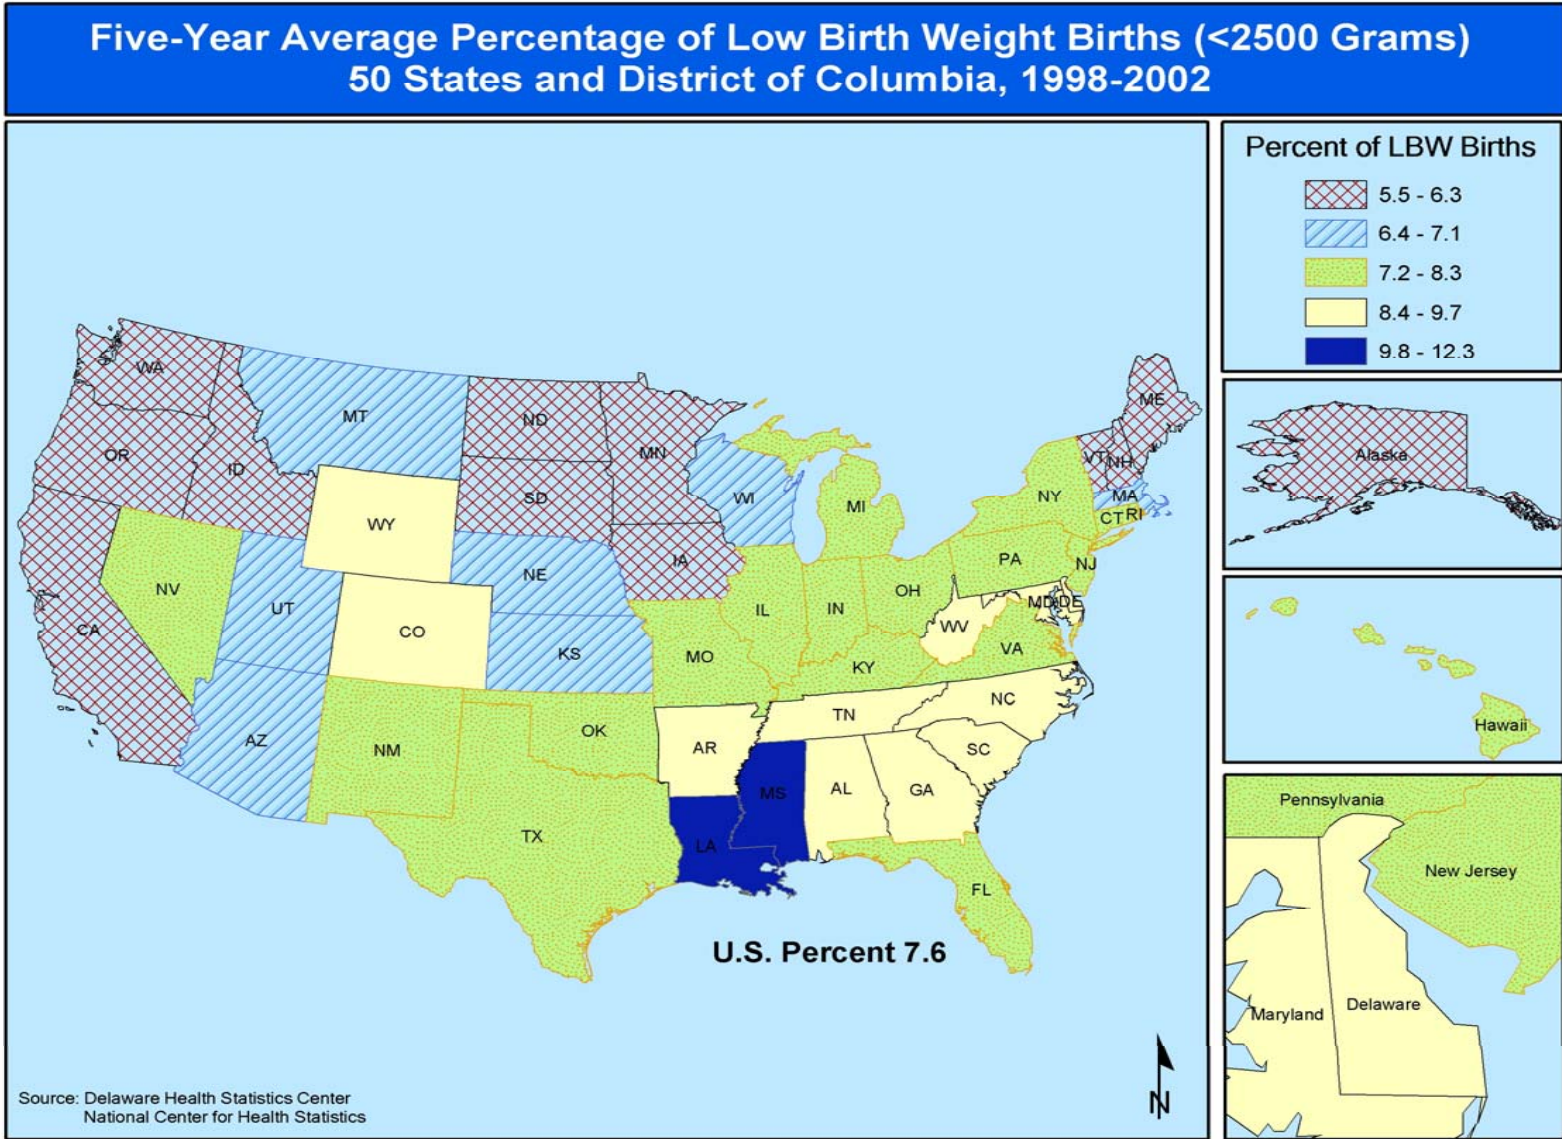 Five-Year Average Percentage of Low Birth Weight Births (<2500 Grams)
50 States and District of Columbia, 1998-2002
Percent of LBW Births
5.5 - 6.3
6.4 - 7.1
7.2 - 8.3
8.4 - 9.7
9.8 - 12.3
WA
MT
ND
MN
ME
OR
ID
SD
WI
VT
NH
WY
MI
NY
MA
CT
RI
IA
NE
PA
NJ
NV
UT
CO
IL
IN
OH
MD
DE
CA
KS
MO
KY
WV
VA
AZ
NM
OK
AR
TN
NC
SC
TX
LA
MS
AL
GA
FL
Alaska
Hawaii
Pennsylvania
New Jersey
Maryland
Delaware
U.S. Percent 7.6
N
Source: Delaware Health Statistics Center
National Center for Health Statistics